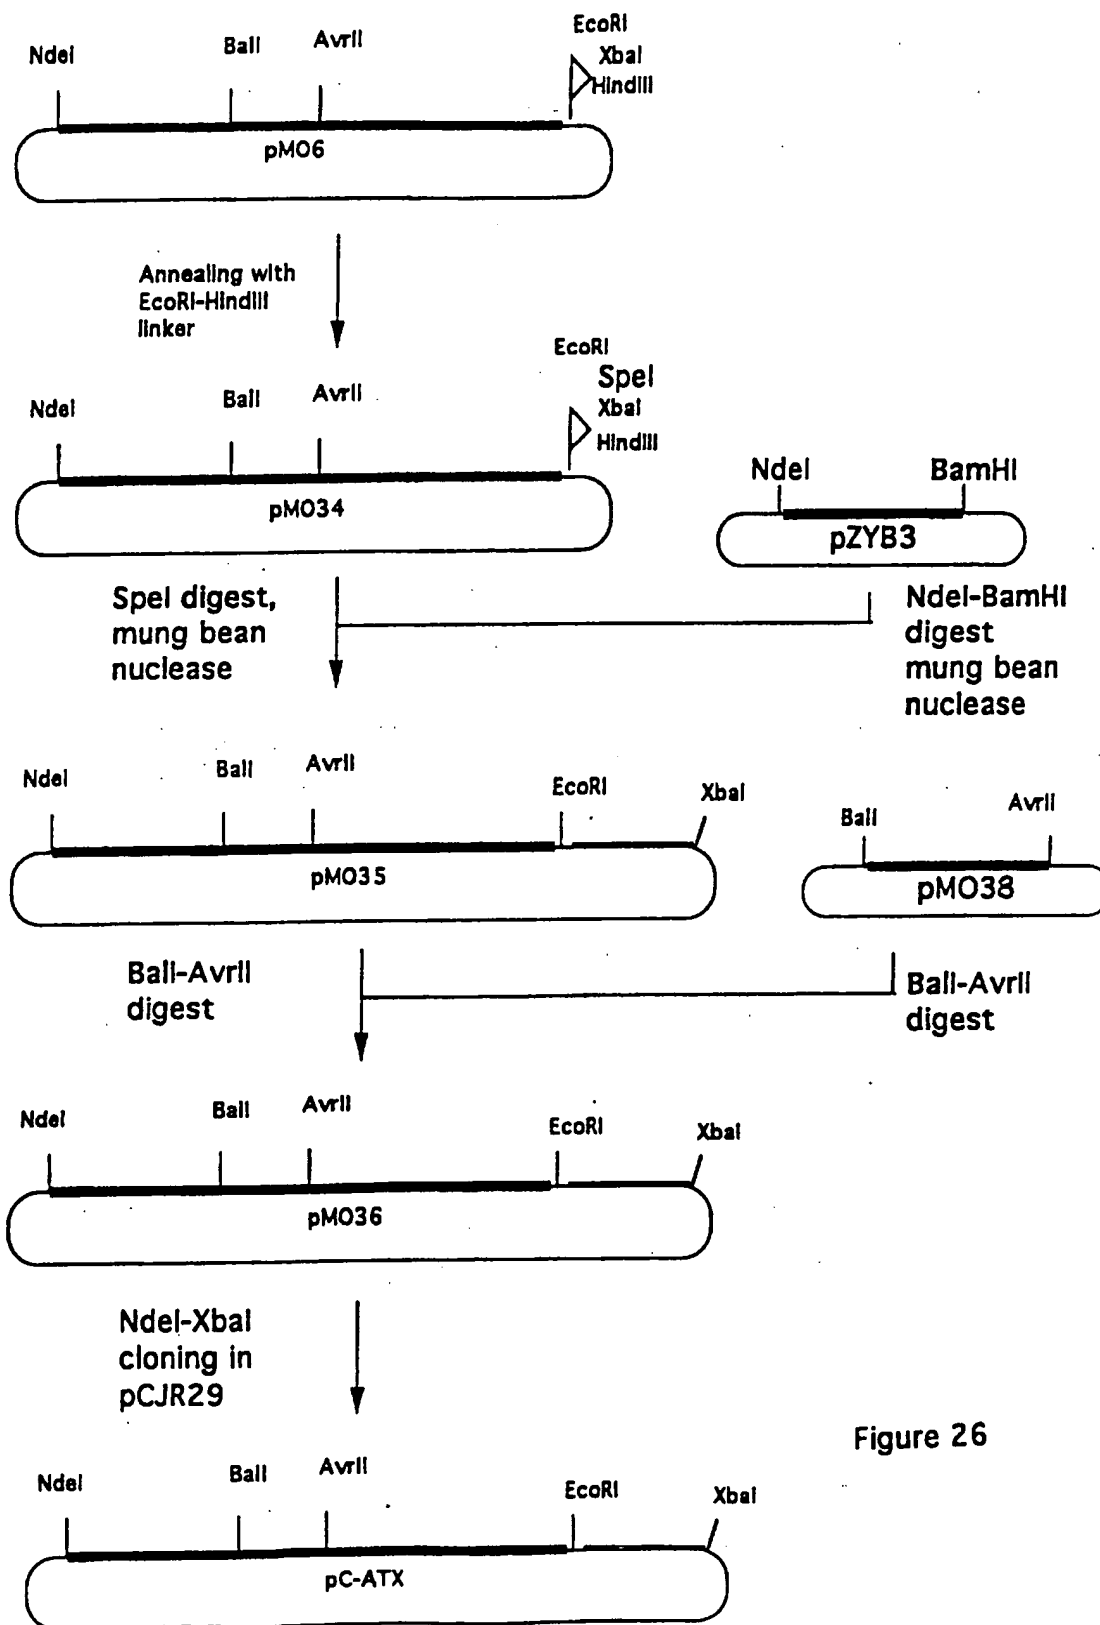 EcoRI
NdeI
BalI
AvrII
XbaI
HindIII
pMO6
Annealing with
EcoRI-HindIII
linker
EcoRI
SpeI
NdeI
BalI
AvrII
XbaI
HindIII
pMO34
NdeI
BamHI
pZYB3
SpeI digest,
mung bean
nuclease
NdeI-BamHI
digest
mung bean
nuclease
NdeI
BalI
AvrII
EcoRI
XbaI
pMO35
BalI
AvrII
pMO38
BalI-AvrII
digest
BalI-AvrII
digest
NdeI
BalI
AvrII
EcoRI
XbaI
pMO36
NdeI-XbaI
cloning in
pCJR29
Figure 26
NdeI
BalI
AvrII
EcoRI
XbaI
pC-ATX